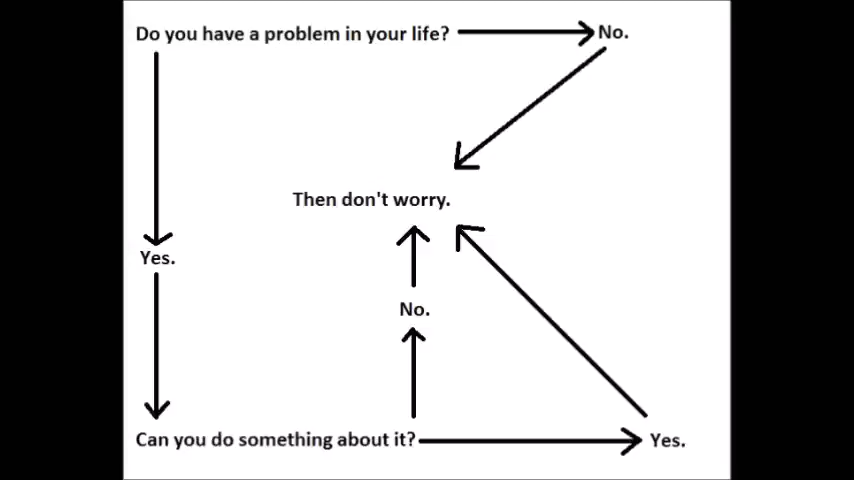 Do you have a problem in your life?
No.
Then don't worry.
Yes.
No.
Can you do something about it?
Yes.